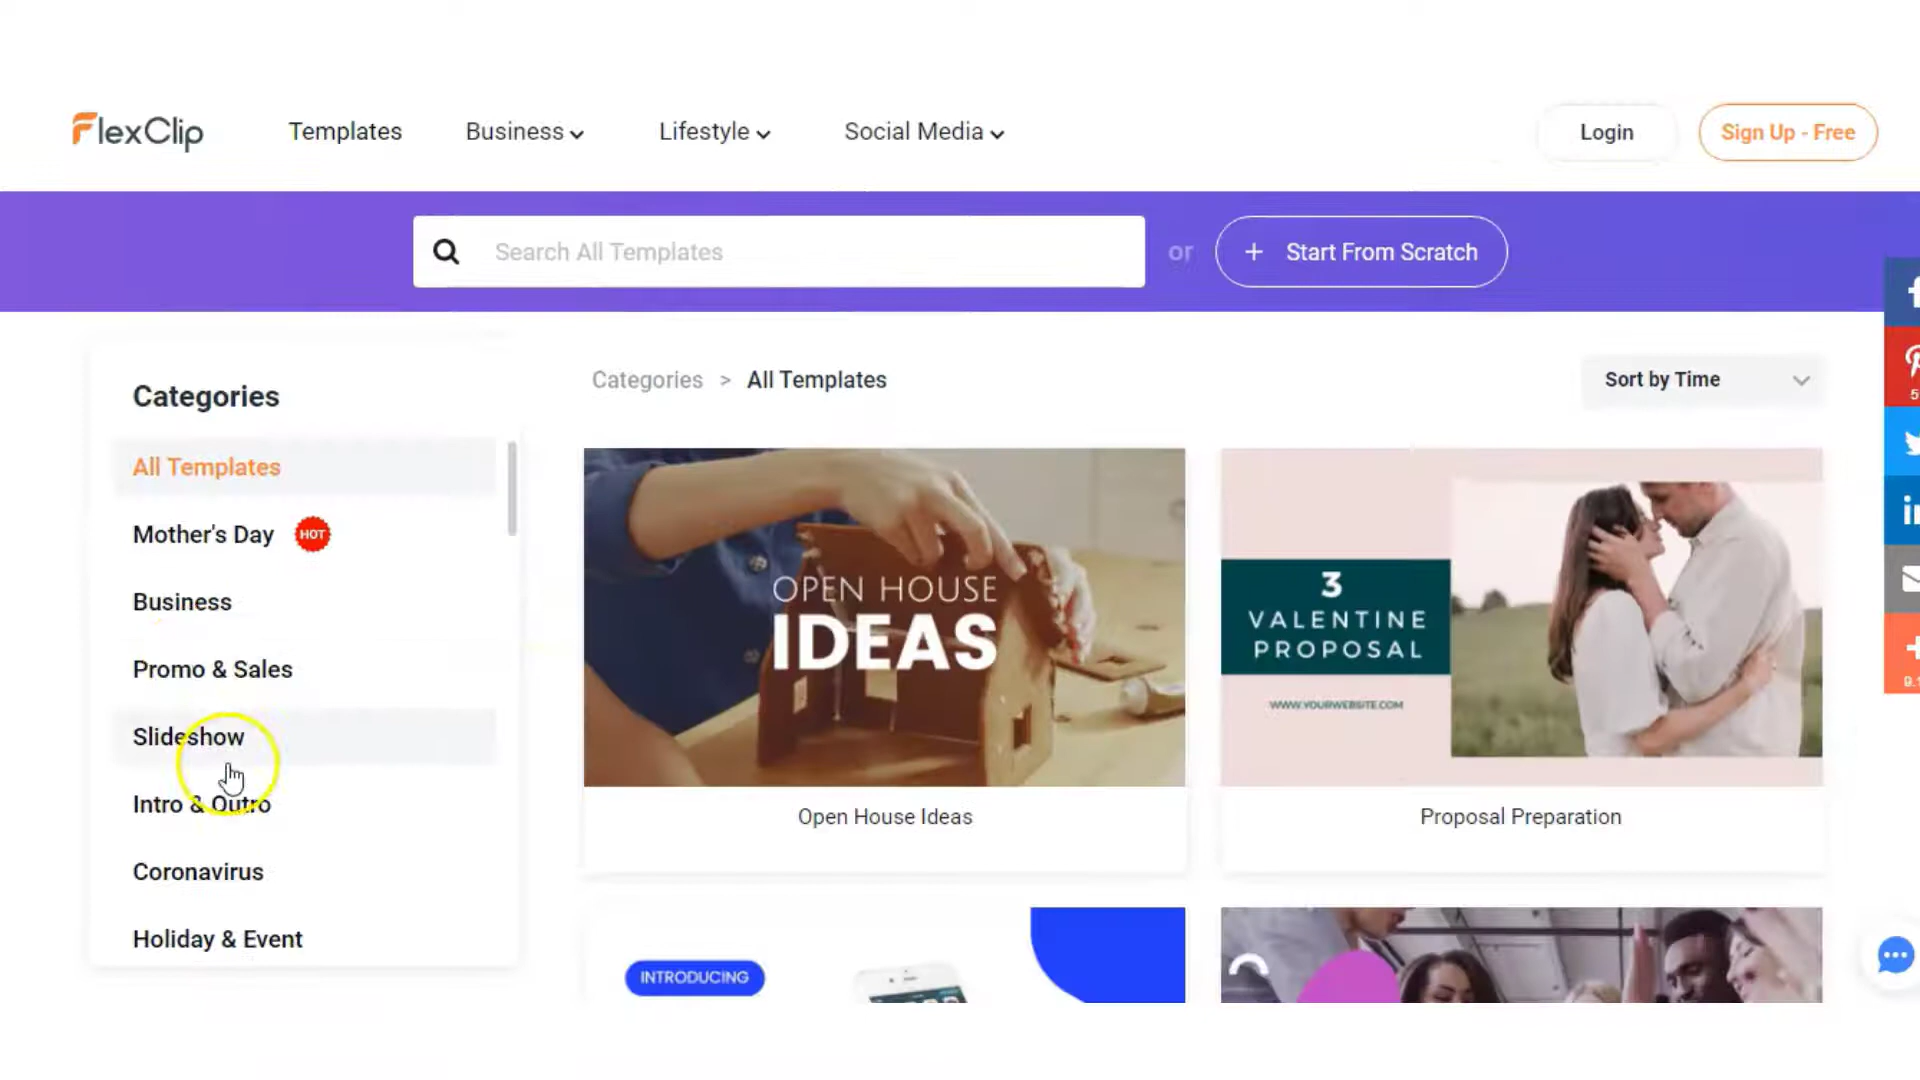 FlexClip
Templates
Business
Lifestyle
Social Media
Login
Sign Up - Free
Search All Templates
or
+ Start From Scratch
Categories
All Templates
Mother's Day HOT
Business
Promo & Sales
Slideshow
Intro & Outro
Coronavirus
Holiday & Event
Categories > All Templates
Sort by Time
OPEN HOUSE
IDEAS
Open House Ideas
3
VALENTINE
PROPOSAL
WWW.YOURWEBSITE.COM
Proposal Preparation
INTRODUCING